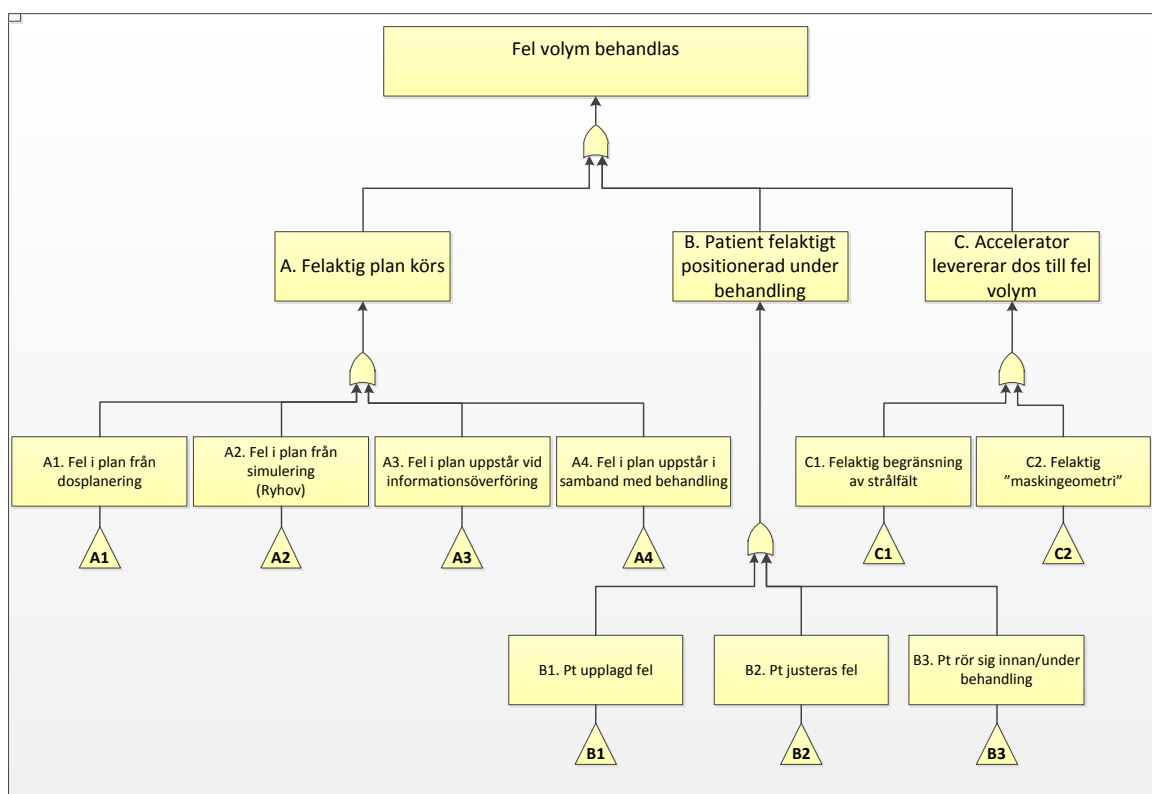 Fel volym behandlas
A. Felaktig plan körs
B. Patient felaktigt
positionerad under
behandling
C. Accelerator
levererar dos till fel
volym
A1. Fel i plan från
dosplanering
A2. Fel i plan från
simulering
(Ryhov)
A3. Fel i plan uppstår vid
informationsöverföring
A4. Fel i plan uppstår i
samband med behandling
C1. Felaktig begränsning
av strålfält
C2. Felaktig
”maskingeometri”
A1
A2
A3
A4
C1
C2
B1. Pt upplagd fel
B2. Pt justeras fel
B3. Pt rör sig innan/under
behandling
B1
B2
B3